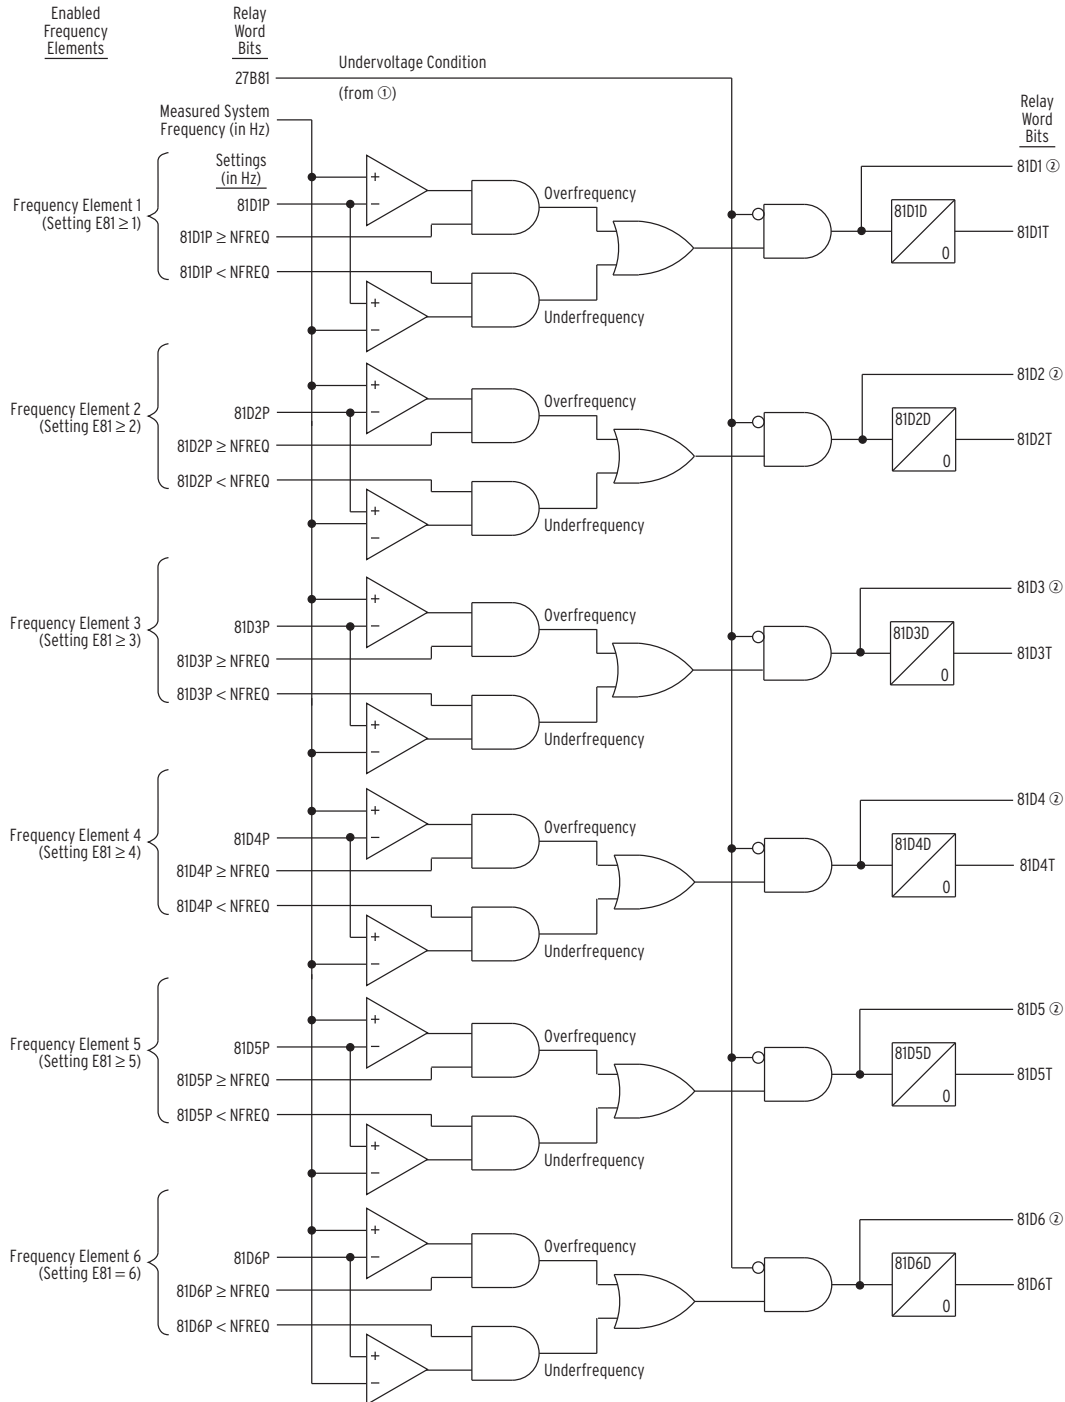 Enabled
Frequency
Elements
Relay
Word
Bits
27B81
Undervoltage Condition
(from ①)
Measured System
Frequency (in Hz)
Relay
Word
Bits
Settings
(in Hz)
Frequency Element 1
(Setting E81 ≥ 1)
81D1P
81D1P ≥ NFREQ
81D1P < NFREQ
+
−
+
−
Overfrequency
Underfrequency
81D1D
0
81D1 ②
81D1T
Frequency Element 2
(Setting E81 ≥ 2)
81D2P
81D2P ≥ NFREQ
81D2P < NFREQ
+
−
+
−
Overfrequency
Underfrequency
81D2D
0
81D2 ②
81D2T
Frequency Element 3
(Setting E81 ≥ 3)
81D3P
81D3P ≥ NFREQ
81D3P < NFREQ
+
−
+
−
Overfrequency
Underfrequency
81D3D
0
81D3 ②
81D3T
Frequency Element 4
(Setting E81 ≥ 4)
81D4P
81D4P ≥ NFREQ
81D4P < NFREQ
+
−
+
−
Overfrequency
Underfrequency
81D4D
0
81D4 ②
81D4T
Frequency Element 5
(Setting E81 ≥ 5)
81D5P
81D5P ≥ NFREQ
81D5P < NFREQ
+
−
+
−
Overfrequency
Underfrequency
81D5D
0
81D5 ②
81D5T
Frequency Element 6
(Setting E81 = 6)
81D6P
81D6P ≥ NFREQ
81D6P < NFREQ
+
−
+
−
Overfrequency
Underfrequency
81D6D
0
81D6 ②
81D6T